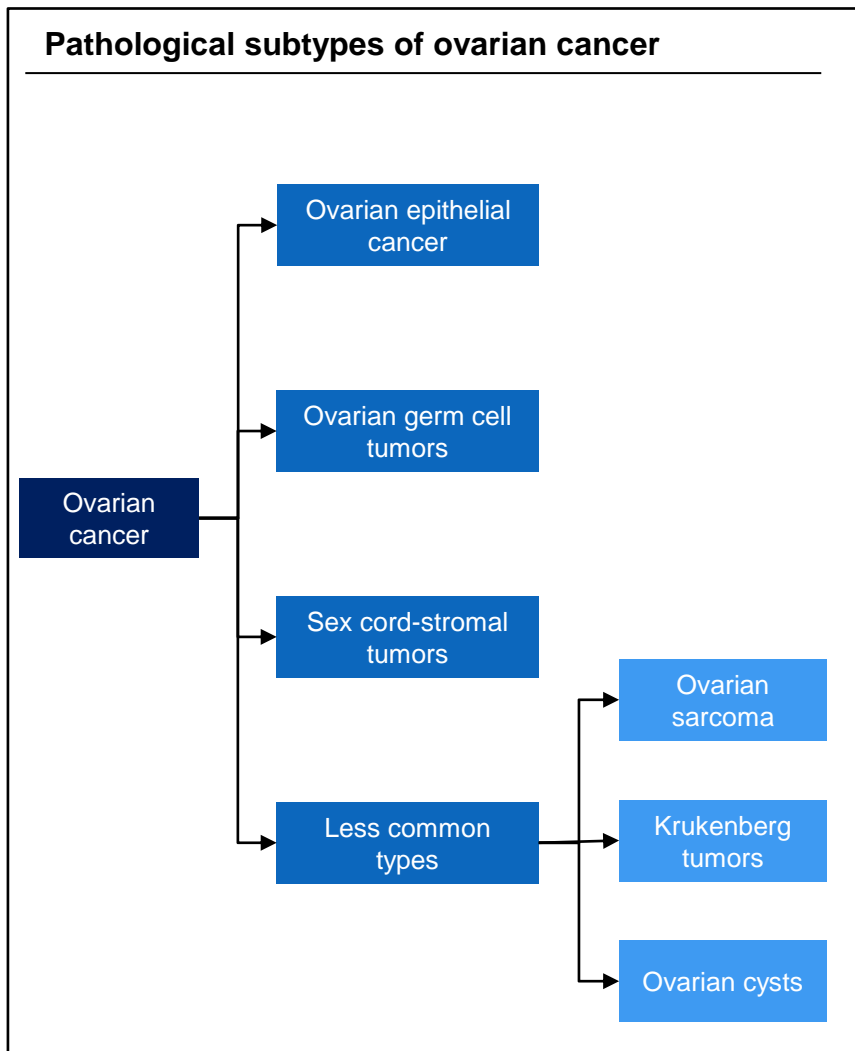 Pathological subtypes of ovarian cancer
Ovarian epithelial
cancer
Ovarian germ cell
tumors
Ovarian
cancer
Sex cord-stromal
tumors
Ovarian
sarcoma
Less common
types
Krukenberg
tumors
Ovarian cysts